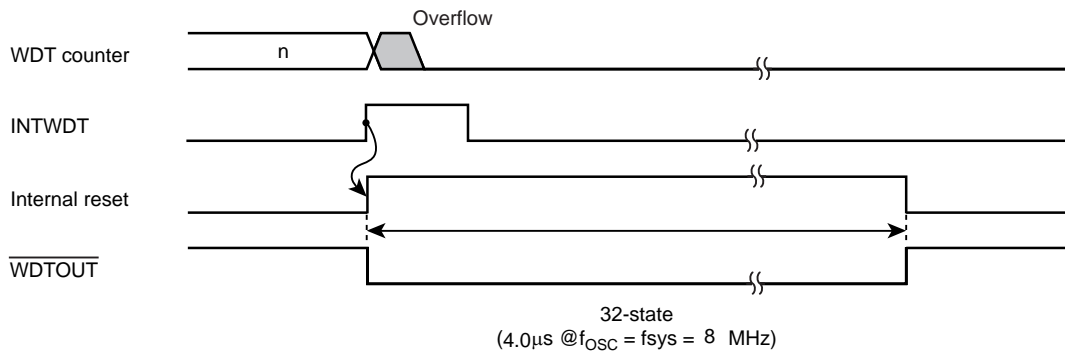 Overflow
WDT counter
n
INTWDT
Internal reset
WDTOUT
32-state
(4.0μs @fOSC = fsys = 8 MHz)